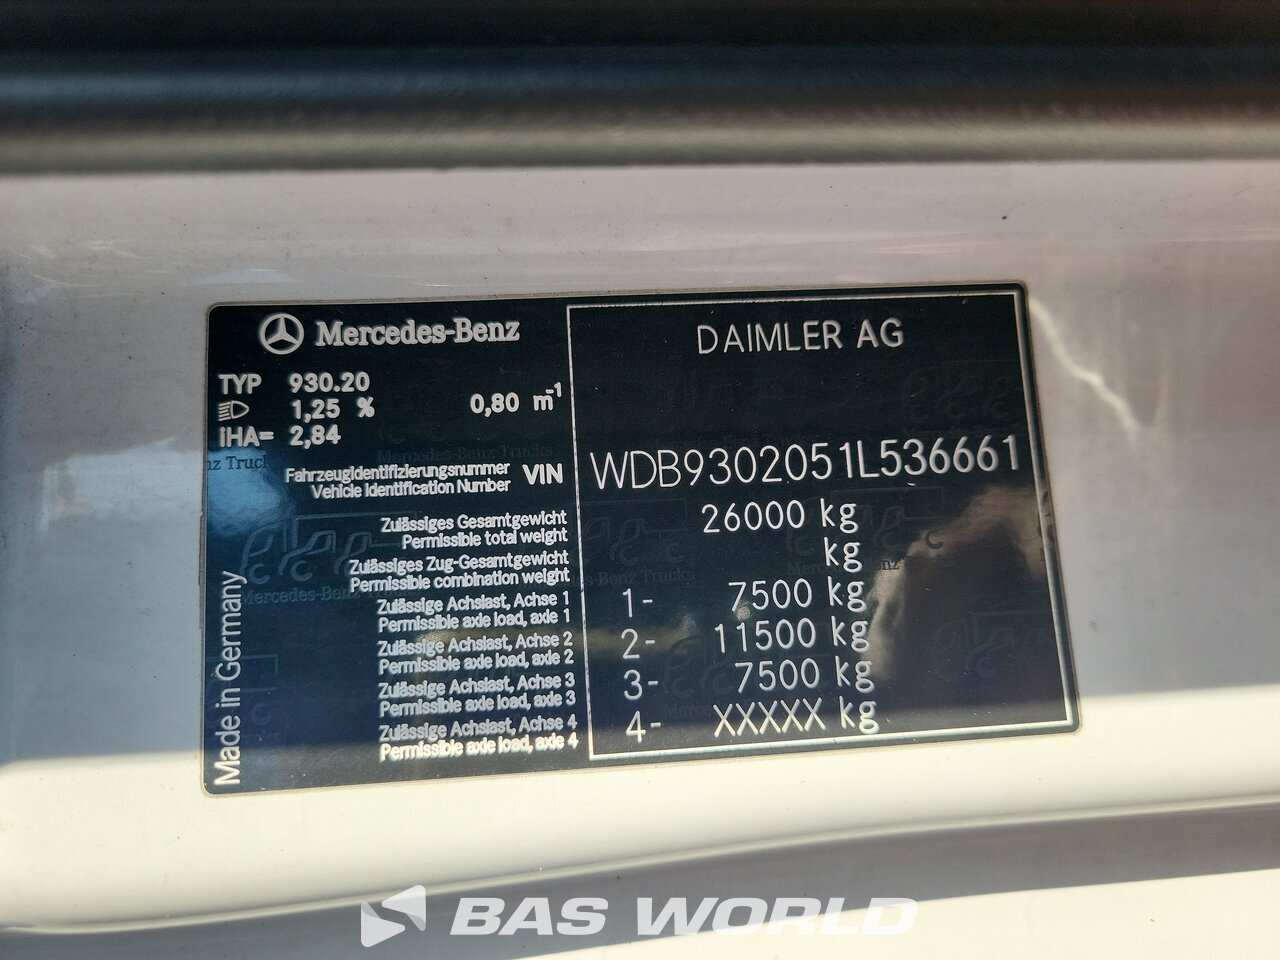 Mercedes-Benz
DAIMLER AG
TYP 930.20
1,25 % 0,80 m⁻¹
iHA= 2,84
Fahrzeugidentifizierungsnummer
Vehicle Identification Number
VIN WDB9302051L536661
Zulässiges Gesamtgewicht
Permissible total weight
26000 kg
Zulässiges Zug-Gesamtgewicht
Permissible combination weight
kg
Zulässige Achslast, Achse 1
Permissible axle load, axle 1
1- 7500 kg
Zulässige Achslast, Achse 2
Permissible axle load, axle 2
2- 11500 kg
Zulässige Achslast, Achse 3
Permissible axle load, axle 3
3- 7500 kg
Zulässige Achslast, Achse 4
Permissible axle load, axle 4
4- XXXXX kg
Made in Germany
BAS WORLD